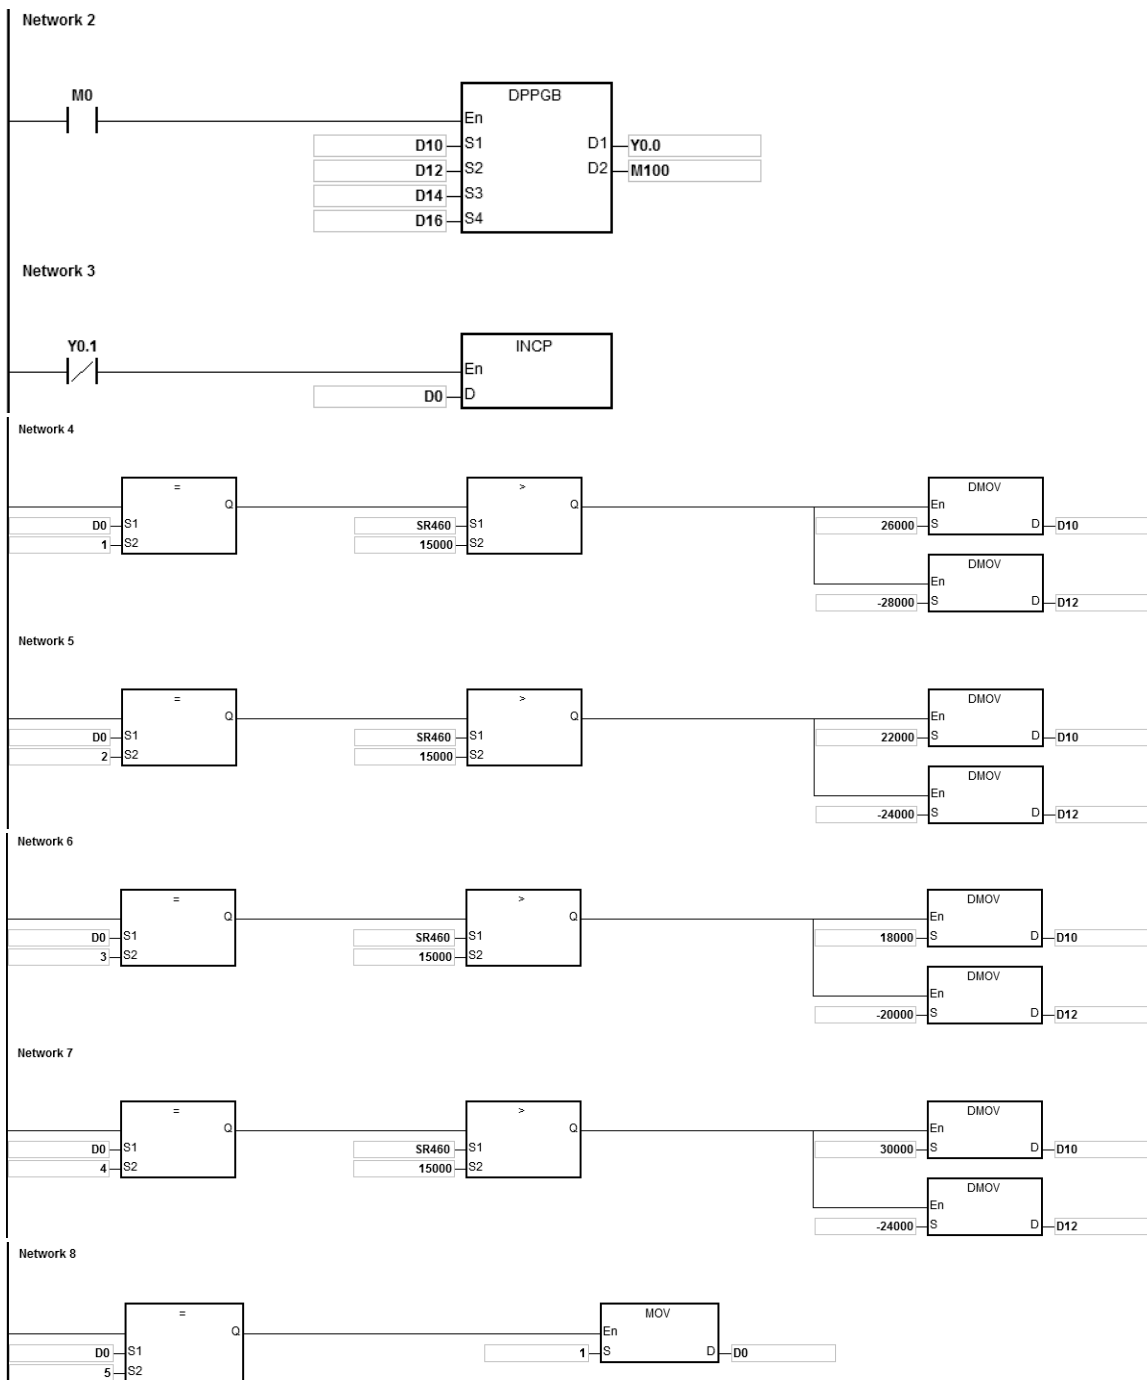 Network 2
M0
DPPGB
En
D10 S1 D1 Y0.0
D12 S2 D2 M100
D14 S3
D16 S4
Network 3
Y0.1
INCP
En
D0 D
Network 4
= > DMOV
Q Q En
D0 S1 SR460 S1 26000 S D D10
1 S2 15000 S2
DMOV
En
-28000 S D D12
Network 5
= > DMOV
Q Q En
D0 S1 SR460 S1 22000 S D D10
2 S2 15000 S2
DMOV
En
-24000 S D D12
Network 6
= > DMOV
Q Q En
D0 S1 SR460 S1 18000 S D D10
3 S2 15000 S2
DMOV
En
-20000 S D D12
Network 7
= > DMOV
Q Q En
D0 S1 SR460 S1 30000 S D D10
4 S2 15000 S2
DMOV
En
-24000 S D D12
Network 8
= MOV
Q En
D0 S1 1 S D D0
5 S2